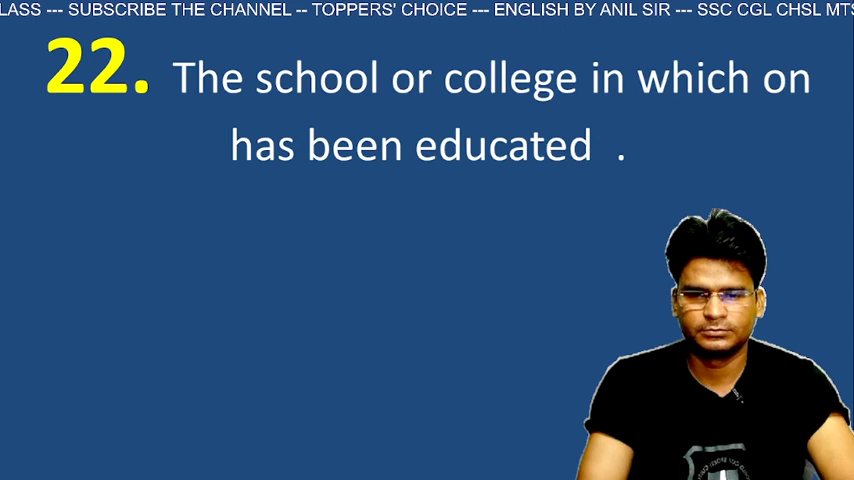 LASS --- SUBSCRIBE THE CHANNEL -- TOPPERS' CHOICE --- ENGLISH BY ANIL SIR --- SSC CGL CHSL MTS
22. The school or college in which on
has been educated .